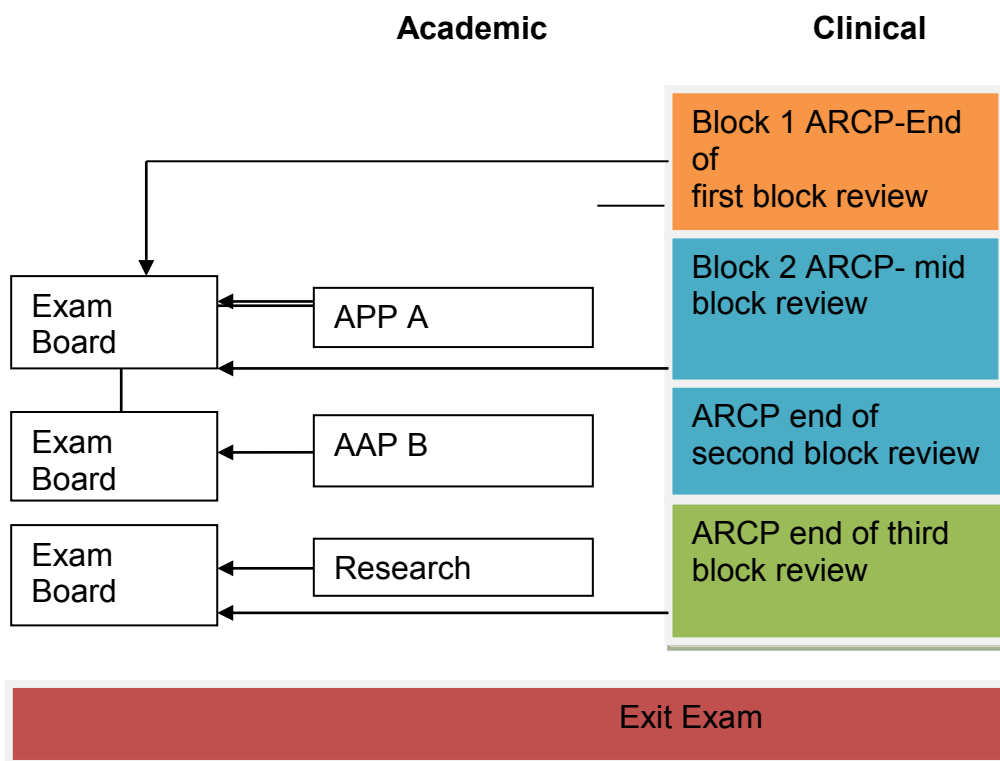 Academic
Clinical
Block 1 ARCP-End
of
first block review
Block 2 ARCP- mid
block review
Exam
Board
APP A
ARCP end of
second block review
Exam
Board
AAP B
ARCP end of third
block review
Exam
Board
Research
Exit Exam